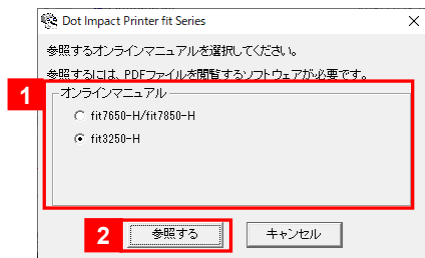 Dot Impact Printer fit Series
参照するオンラインマニュアルを選択してください。
参照するには、PDFファイルを閲覧するソフトウェアが必要です。
1
オンラインマニュアル
fit7650-H/fit7850-H
fit3250-H
2
参照する
キャンセル